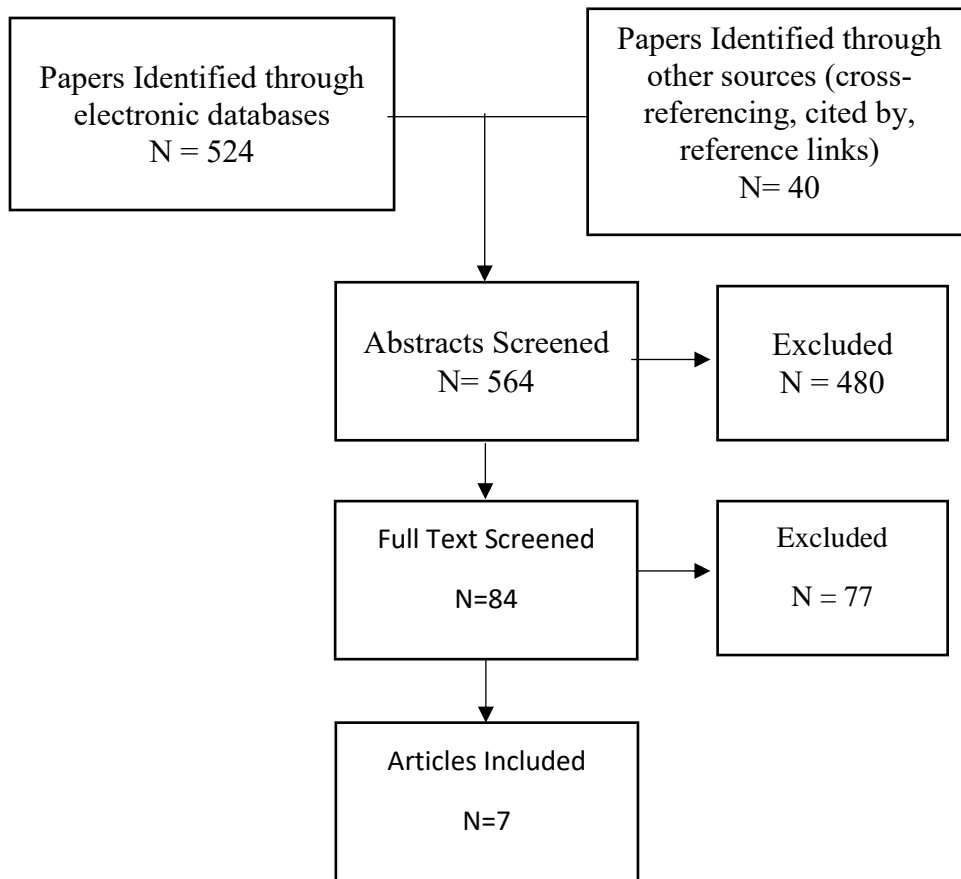 Papers Identified through
electronic databases
N = 524
Papers Identified through
other sources (cross-
referencing, cited by,
reference links)
N= 40
Abstracts Screened
N= 564
Excluded
N = 480
Full Text Screened
N=84
Excluded
N = 77
Articles Included
N=7